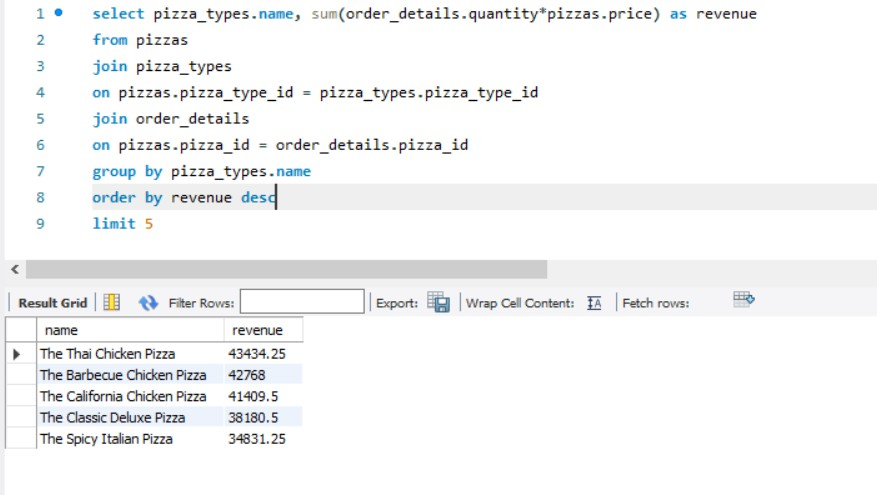 1 select pizza_types.name, sum(order_details.quantity*pizzas.price) as revenue
2 from pizzas
3 join pizza_types
4 on pizzas.pizza_type_id = pizza_types.pizza_type_id
5 join order_details
6 on pizzas.pizza_id = order_details.pizza_id
7 group by pizza_types.name
8 order by revenue desc
9 limit 5
Result Grid Filter Rows: Export: Wrap Cell Content: IA Fetch rows:
name revenue
The Thai Chicken Pizza 43434.25
The Barbecue Chicken Pizza 42768
The California Chicken Pizza 41409.5
The Classic Deluxe Pizza 38180.5
The Spicy Italian Pizza 34831.25